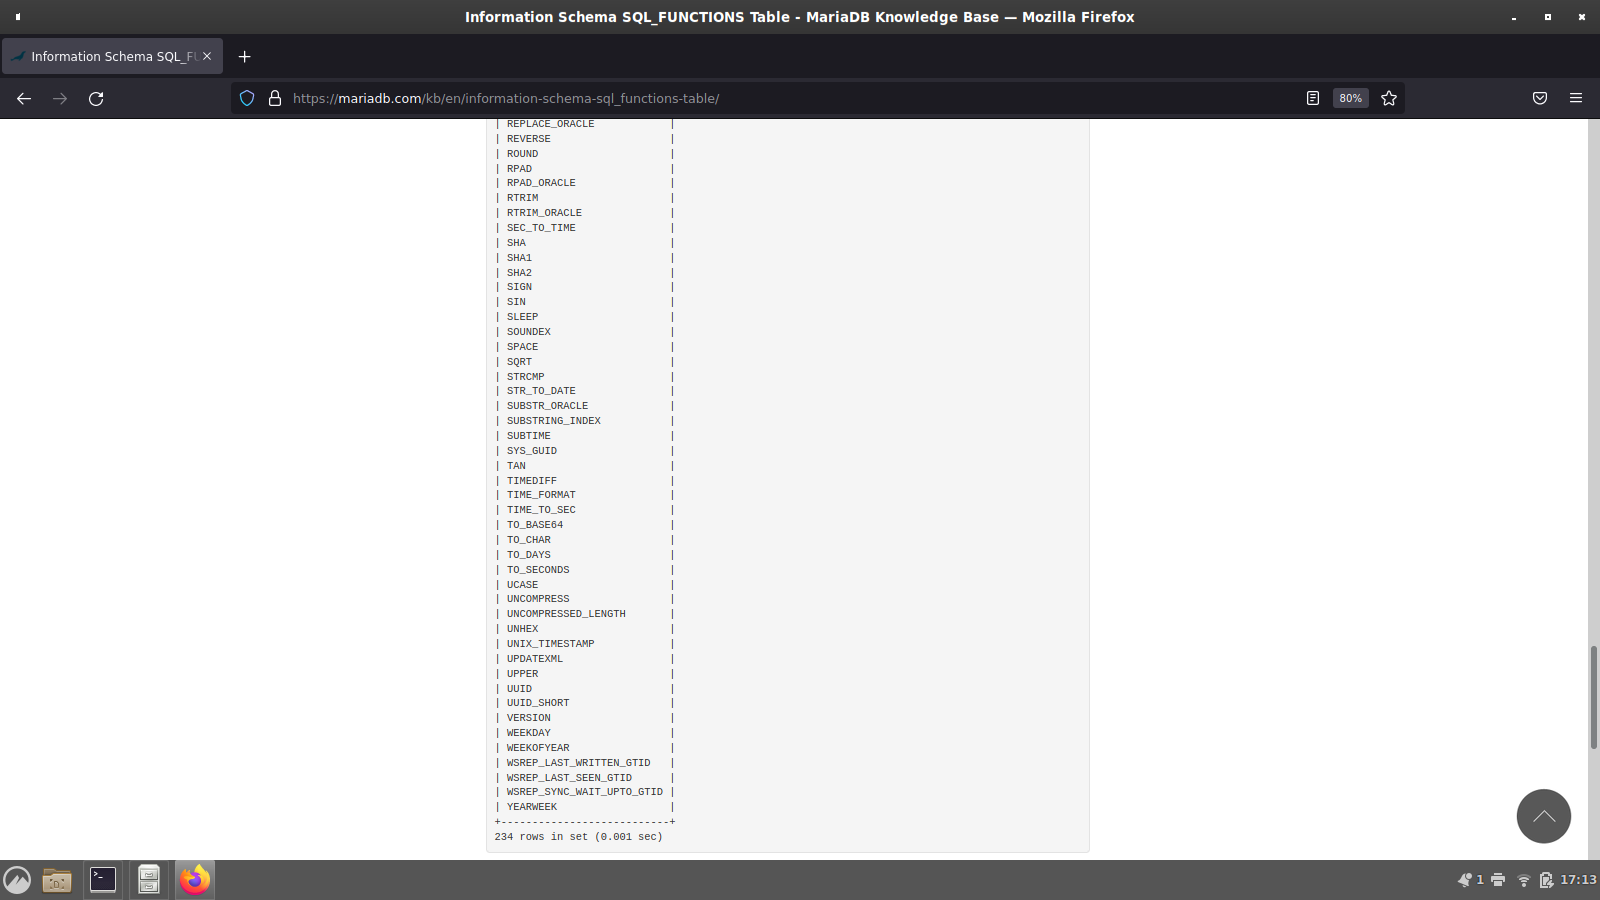 Information Schema SQL_FUNCTIONS Table - MariaDB Knowledge Base — Mozilla Firefox
Information Schema SQL_FU
https://mariadb.com/kb/en/information-schema-sql_functions-table/
80%
| REPLACE_ORACLE |
| REVERSE |
| ROUND |
| RPAD |
| RPAD_ORACLE |
| RTRIM |
| RTRIM_ORACLE |
| SEC_TO_TIME |
| SHA |
| SHA1 |
| SHA2 |
| SIGN |
| SIN |
| SLEEP |
| SOUNDEX |
| SPACE |
| SQRT |
| STRCMP |
| STR_TO_DATE |
| SUBSTR_ORACLE |
| SUBSTRING_INDEX |
| SUBTIME |
| SYS_GUID |
| TAN |
| TIMEDIFF |
| TIME_FORMAT |
| TIME_TO_SEC |
| TO_BASE64 |
| TO_CHAR |
| TO_DAYS |
| TO_SECONDS |
| UCASE |
| UNCOMPRESS |
| UNCOMPRESSED_LENGTH |
| UNHEX |
| UNIX_TIMESTAMP |
| UPDATEXML |
| UPPER |
| UUID |
| UUID_SHORT |
| VERSION |
| WEEKDAY |
| WEEKOFYEAR |
| WSREP_LAST_WRITTEN_GTID |
| WSREP_LAST_SEEN_GTID |
| WSREP_SYNC_WAIT_UPTO_GTID |
| YEARWEEK |
+---------------------------+
234 rows in set (0.001 sec)
1
17:13